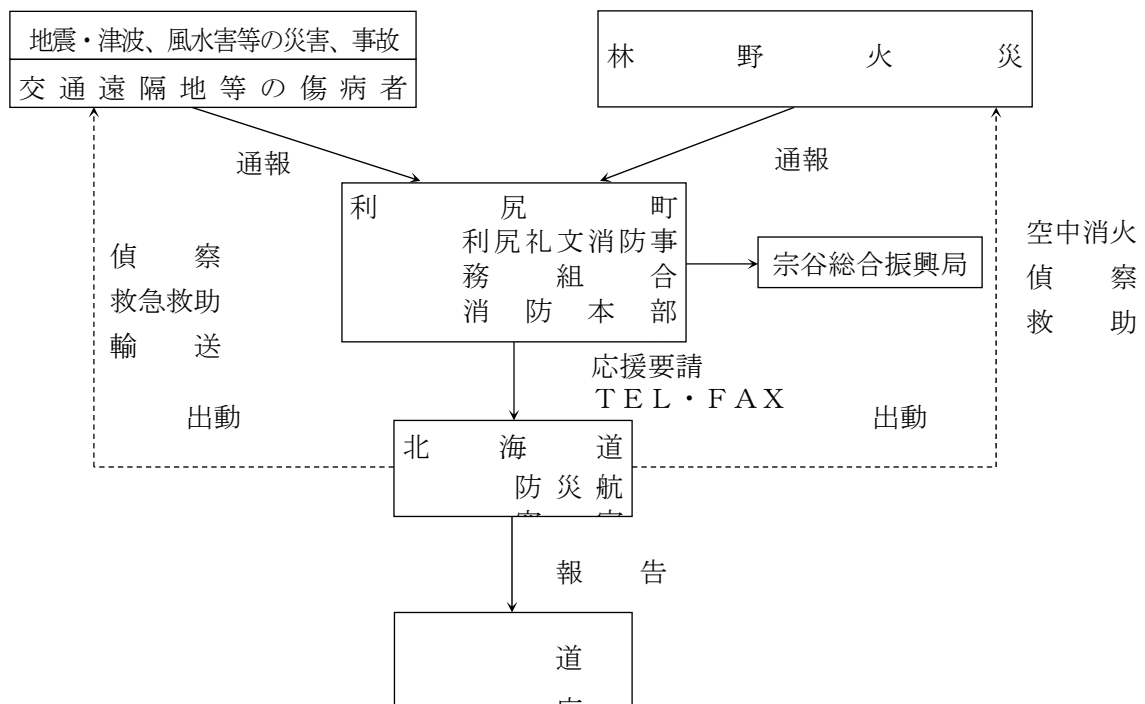 地震・津波、風水害等の災害、事故
交通遠隔地等の傷病者
林野火災
通報
通報
利尻町
利尻礼文消防事
務組合
消防本部
宗谷総合振興局
偵察
救急救助
輸送
空中消火
偵察
救助
応援要請
ＴＥＬ・ＦＡＸ
出動
出動
北海道
防災航
報告
道